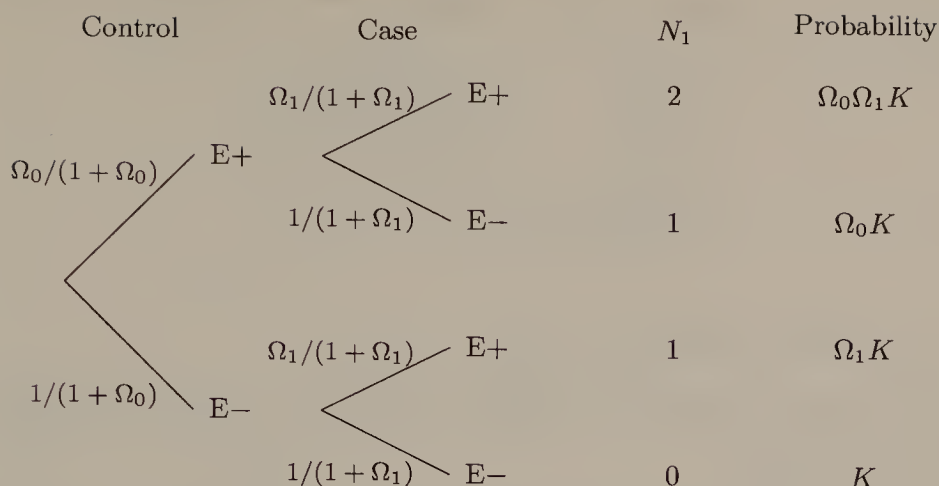 Control Case N₁ Probability
Ω₁/(1 + Ω₁) E+ 2 Ω₀Ω₁K
Ω₀/(1 + Ω₀) E+
1/(1 + Ω₁) E− 1 Ω₀K
Ω₁/(1 + Ω₁) E+ 1 Ω₁K
1/(1 + Ω₀) E−
1/(1 + Ω₁) E− 0 K